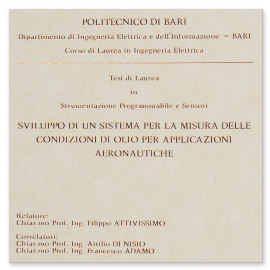 POLITECNICO DI BARI
Dipartimento di Ingegneria Elettrica e dell'Informazione - BARI
Corso di Laurea in Ingegneria Elettrica
Tesi di Laurea
in
Strumentazione Programmabile e Sensori
SVILUPPO DI UN SISTEMA PER LA MISURA DELLE
CONDIZIONI DI OLIO PER APPLICAZIONI
AERONAUTICHE
Relatore:
Chiar.mo Prof. Ing. Filippo ATTIVISSIMO
Correlatori:
Chiar.mo Prof. Ing. Attilio DI NISIO
Chiar.mo Prof. Ing. Francesco ADAMO